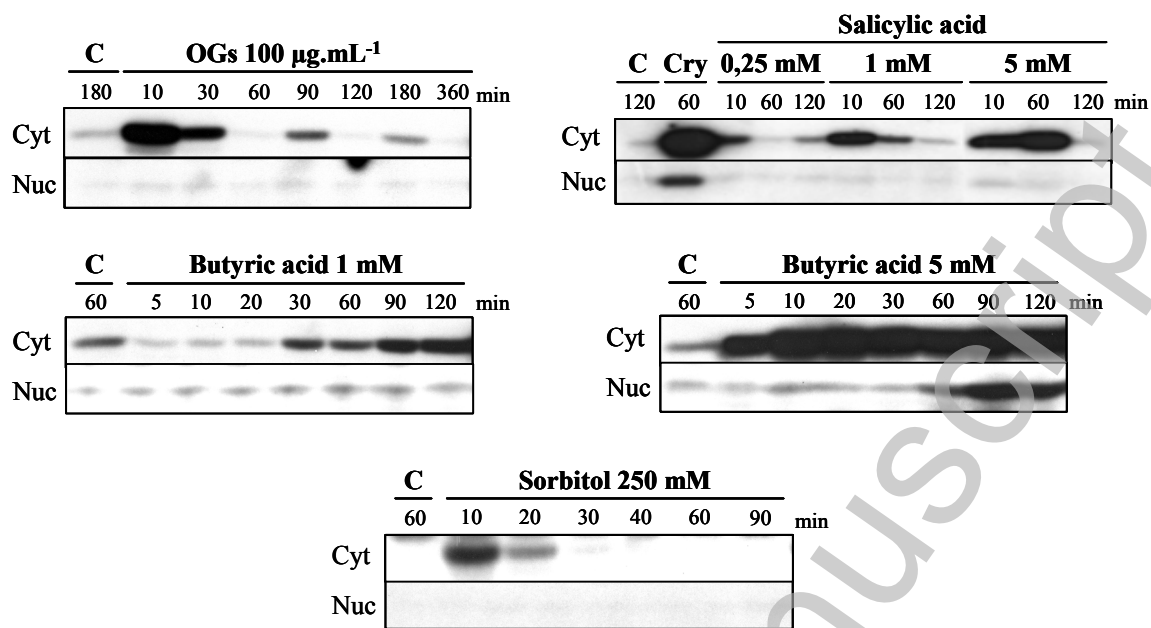 C OGs 100 µg.mL-1
180 10 30 60 90 120 180 360 min
Cyt
Nuc
Salicylic acid
C Cry 0,25 mM 1 mM 5 mM
120 60 10 60 120 10 60 120 10 60 120 min
Cyt
Nuc
C Butyric acid 1 mM
60 5 10 20 30 60 90 120 min
Cyt
Nuc
C Butyric acid 5 mM
60 5 10 20 30 60 90 120 min
Cyt
Nuc
C Sorbitol 250 mM
60 10 20 30 40 60 90 min
Cyt
Nuc
nuscript